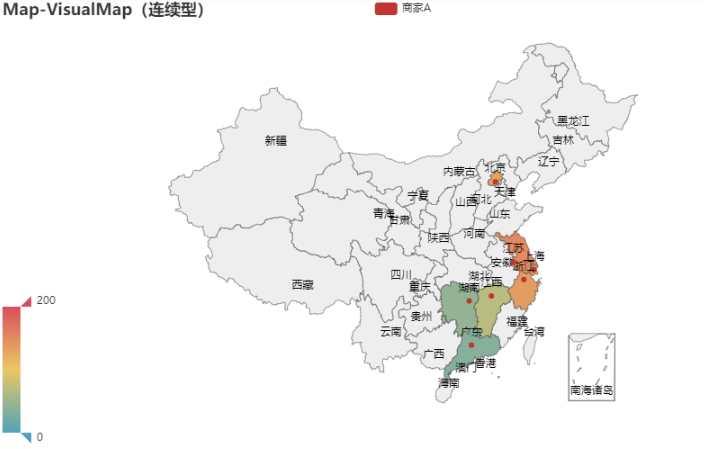 Map-VisualMap（连续型）
商家A
黑龙江
吉林
辽宁
新疆
内蒙古
北京
天津
宁夏
山西
河北
青海
甘肃
山东
陕西
河南
江苏
上海
安徽
浙江
西藏
四川
重庆
湖北
湖南
江西
贵州
福建
云南
广东
台湾
广西
澳门
香港
海南
南海诸岛
200
0